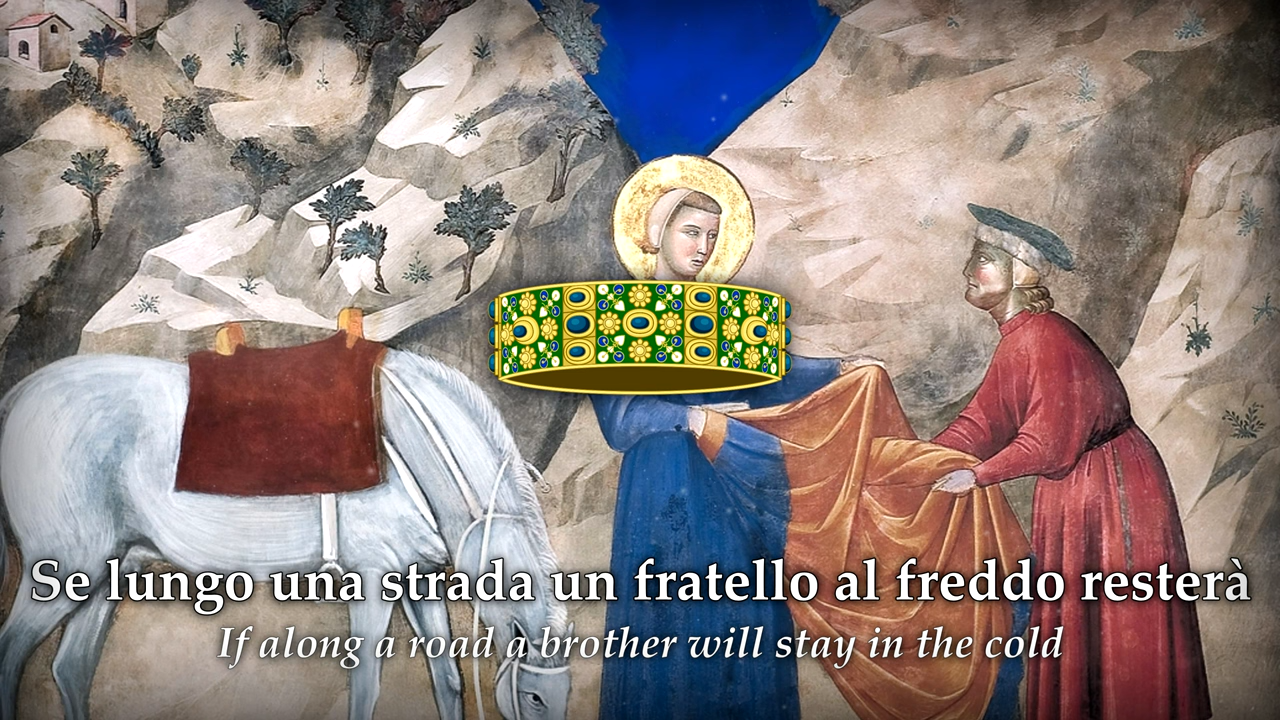 Se lungo una strada un fratello al freddo resterà
If along a road a brother will stay in the cold